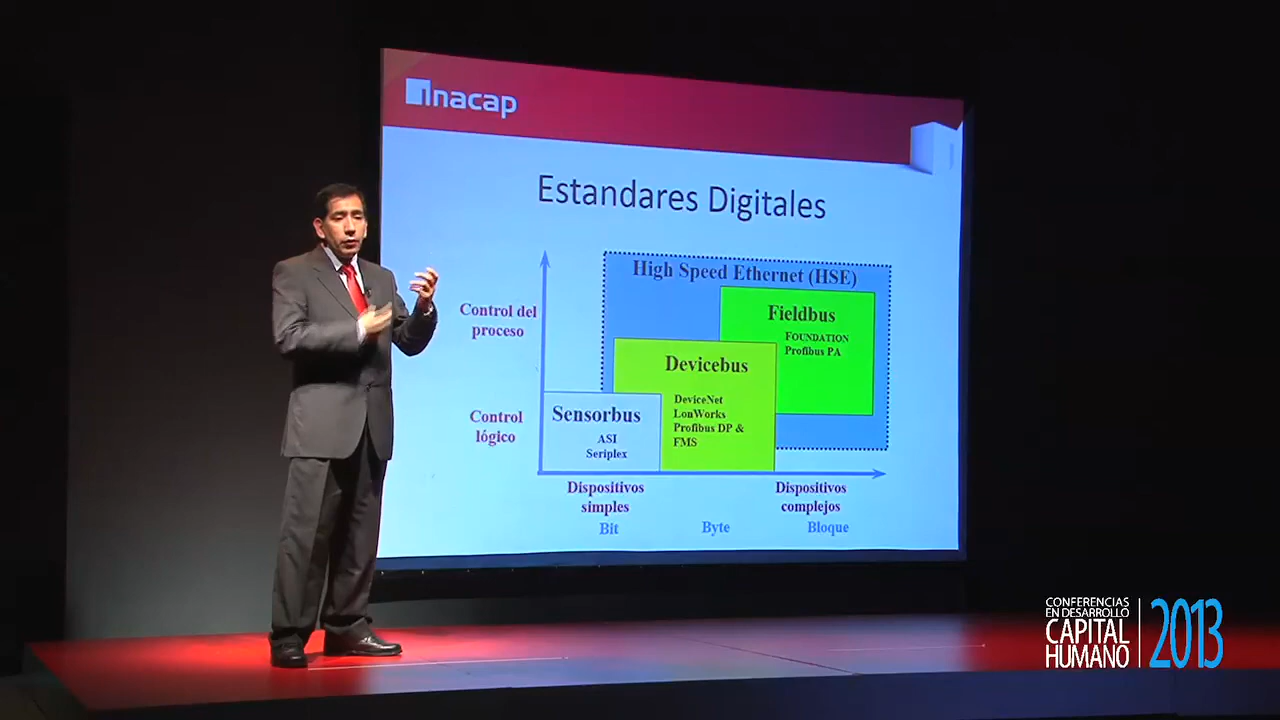 Inacap
Estandares Digitales
High Speed Ethernet (HSE)
Control del
proceso
Fieldbus
FOUNDATION
Profibus PA
Devicebus
DeviceNet
LonWorks
Profibus DP &
FMS
Control
lógico
Sensorbus
ASI
Seriplex
Dispositivos
simples
Dispositivos
complejos
Bit
Byte
Bloque
CONFERENCIAS
EN DESARROLLO
CAPITAL
HUMANO
2013